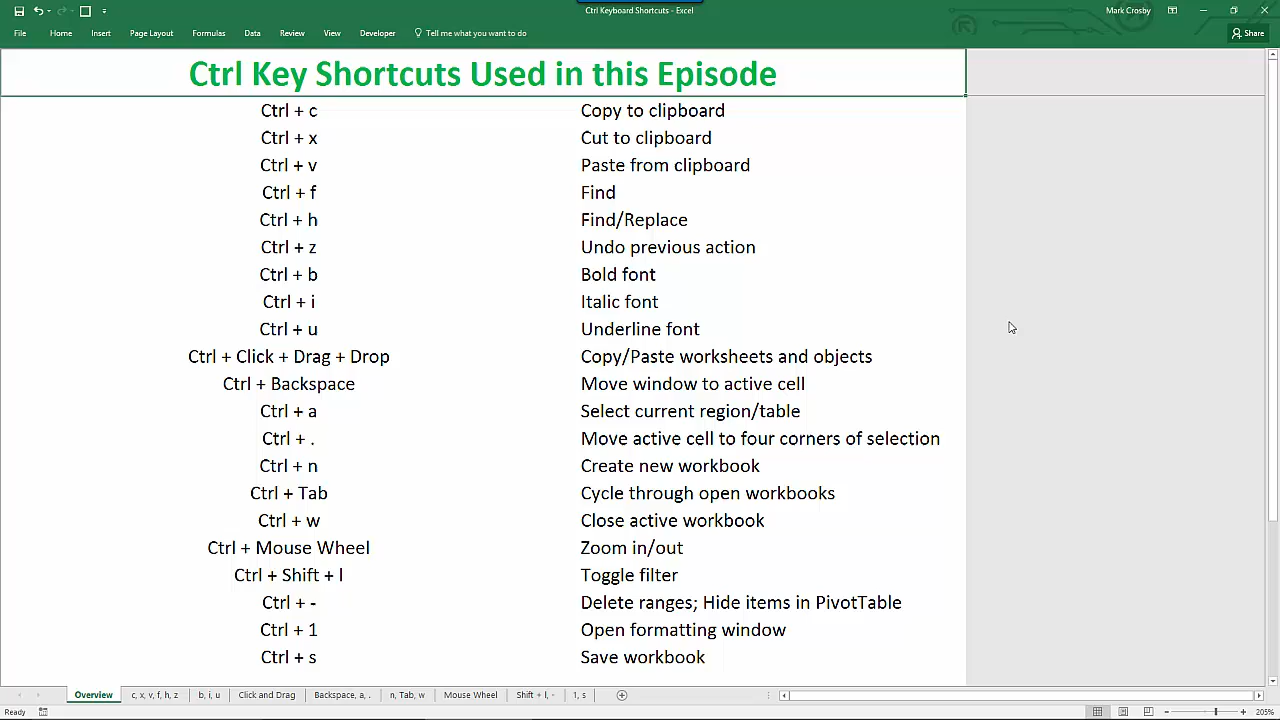 Ctrl Keyboard Shortcuts - Excel
Mark Crosby
File Home Insert Page Layout Formulas Data Review View Developer Tell me what you want to do Share
Ctrl Key Shortcuts Used in this Episode
Ctrl + c Copy to clipboard
Ctrl + x Cut to clipboard
Ctrl + v Paste from clipboard
Ctrl + f Find
Ctrl + h Find/Replace
Ctrl + z Undo previous action
Ctrl + b Bold font
Ctrl + i Italic font
Ctrl + u Underline font
Ctrl + Click + Drag + Drop Copy/Paste worksheets and objects
Ctrl + Backspace Move window to active cell
Ctrl + a Select current region/table
Ctrl + . Move active cell to four corners of selection
Ctrl + n Create new workbook
Ctrl + Tab Cycle through open workbooks
Ctrl + w Close active workbook
Ctrl + Mouse Wheel Zoom in/out
Ctrl + Shift + l Toggle filter
Ctrl + - Delete ranges; Hide items in PivotTable
Ctrl + 1 Open formatting window
Ctrl + s Save workbook
Overview c, x, v, f, h, z b, i, u Click and Drag Backspace, a, . n, Tab, w Mouse Wheel Shift + l, - 1, s
Ready 205%